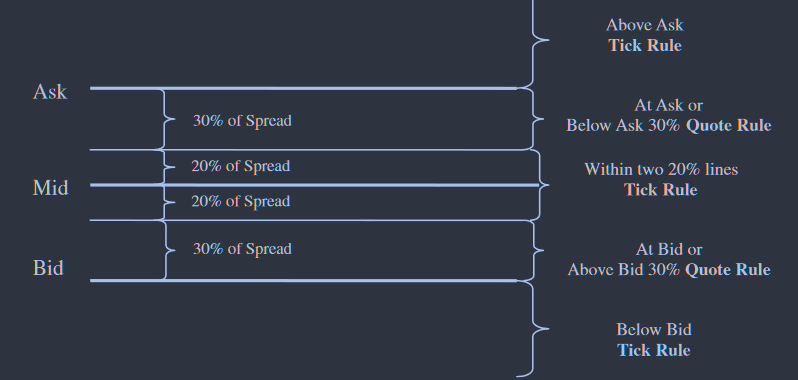 Above Ask
Tick Rule
Ask
30% of Spread
At Ask or
Below Ask 30% Quote Rule
20% of Spread
Within two 20% lines
Tick Rule
Mid
20% of Spread
30% of Spread
At Bid or
Above Bid 30% Quote Rule
Bid
Below Bid
Tick Rule